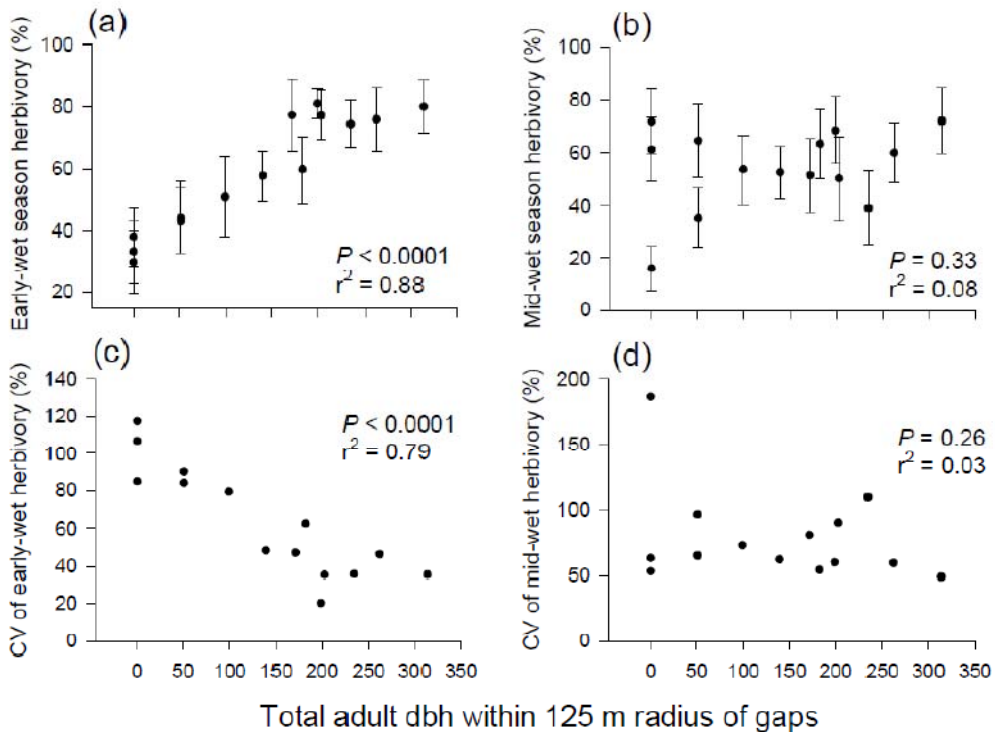 (a)
Early-wet season herbivory (%)
100
80
60
40
20
P < 0.0001
r² = 0.88
(b)
Mid-wet season herbivory (%)
100
80
60
40
20
0
P = 0.33
r² = 0.08
(c)
CV of early-wet herbivory (%)
140
120
100
80
60
40
20
0
P < 0.0001
r² = 0.79
0 50 100 150 200 250 300 350
(d)
CV of mid-wet herbivory (%)
200
150
100
50
0
P = 0.26
r² = 0.03
0 50 100 150 200 250 300 350
Total adult dbh within 125 m radius of gaps